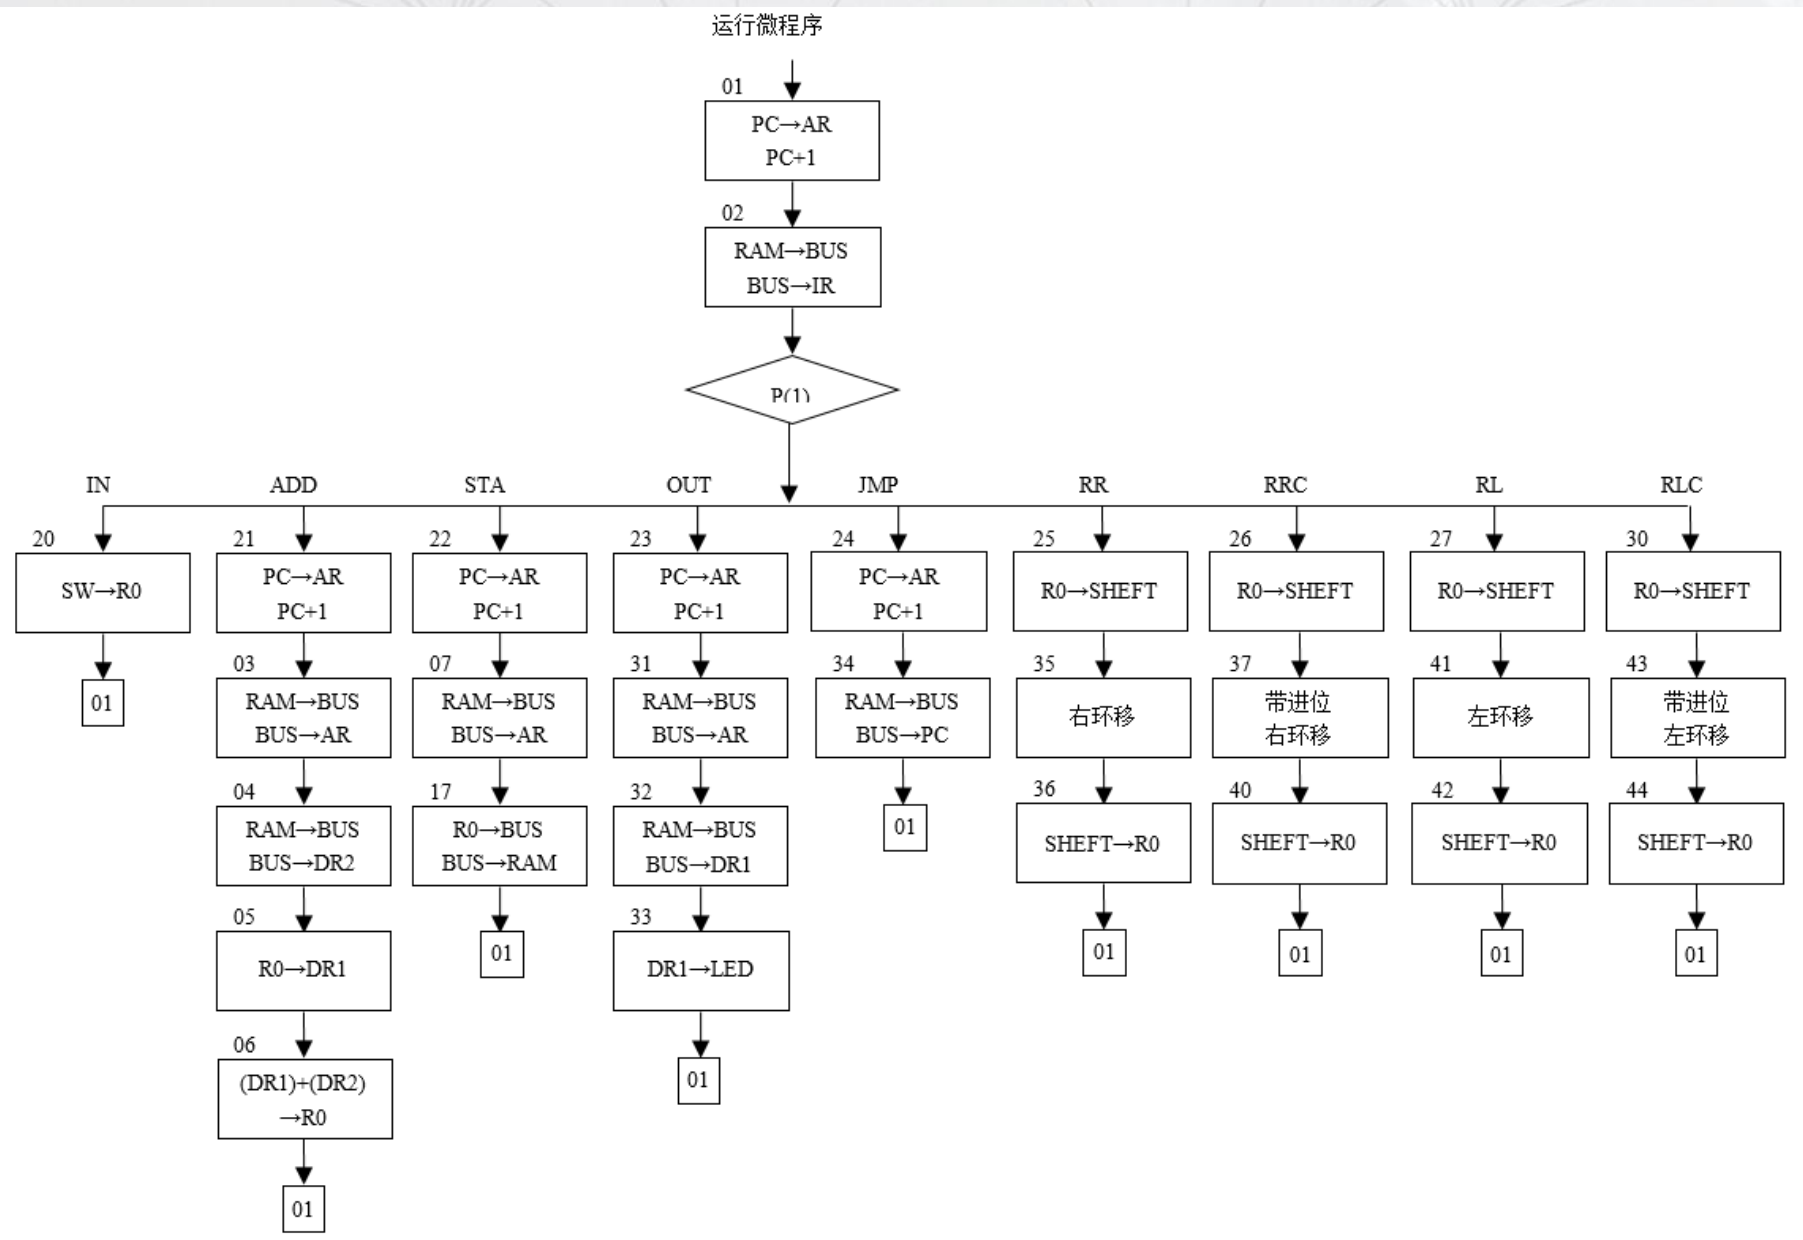 运行微程序
01
PC→AR
PC+1
02
RAM→BUS
BUS→IR
P(1)
IN ADD STA OUT JMP RR RRC RL RLC
20 21 22 23 24 25 26 27 30
SW→R0
PC→AR
PC+1
PC→AR
PC+1
PC→AR
PC+1
PC→AR
PC+1
R0→SHEFT
R0→SHEFT
R0→SHEFT
R0→SHEFT
01
03 07 31 34 35 37 41 43
RAM→BUS
BUS→AR
RAM→BUS
BUS→AR
RAM→BUS
BUS→AR
RAM→BUS
BUS→PC
右环移
带进位
右环移
左环移
带进位
左环移
04 17 32 36 40 42 44
RAM→BUS
BUS→DR2
R0→BUS
BUS→RAM
RAM→BUS
BUS→DR1
01
SHEFT→R0
SHEFT→R0
SHEFT→R0
SHEFT→R0
05
R0→DR1
01
33
DR1→LED
01
01
01
01
06
(DR1)+(DR2)
→R0
01
01